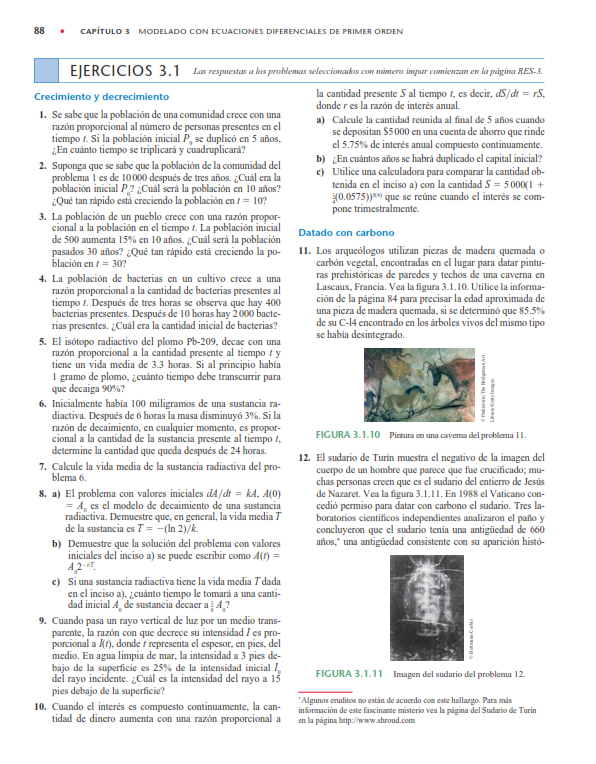 88 • CAPÍTULO 3 MODELADO CON ECUACIONES DIFERENCIALES DE PRIMER ORDEN
EJERCICIOS 3.1 Las respuestas a los problemas seleccionados con número impar comienzan en la página RES-3.
Crecimiento y decrecimiento
1. Se sabe que la población de una comunidad crece con una
razón proporcional al número de personas presentes en el
tiempo t. Si la población inicial P₀ se duplicó en 5 años,
¿En cuánto tiempo se triplicará y cuadruplicará?
2. Suponga que se sabe que la población de la comunidad del
problema 1 es de 10 000 después de tres años. ¿Cuál era la
población inicial P₀? ¿Cuál será la población en 10 años?
¿Qué tan rápido está creciendo la población en t = 10?
3. La población de un pueblo crece con una razón propor-
cional a la población en el tiempo t. La población inicial
de 500 aumenta 15% en 10 años. ¿Cuál será la población
pasados 30 años? ¿Qué tan rápido está creciendo la po-
blación en t = 30?
4. La población de bacterias en un cultivo crece a una
razón proporcional a la cantidad de bacterias presentes al
tiempo t. Después de tres horas se observa que hay 400
bacterias presentes. Después de 10 horas hay 2 000 bacte-
rias presentes. ¿Cuál era la cantidad inicial de bacterias?
5. El isótopo radiactivo del plomo Pb-209, decae con una
razón proporcional a la cantidad presente al tiempo t y
tiene un vida media de 3.3 horas. Si al principio había
1 gramo de plomo, ¿cuánto tiempo debe transcurrir para
que decaiga 90%?
6. Inicialmente había 100 miligramos de una sustancia ra-
diactiva. Después de 6 horas la masa disminuyó 3%. Si la
razón de decaimiento, en cualquier momento, es propor-
cional a la cantidad de la sustancia presente al tiempo t,
determine la cantidad que queda después de 24 horas.
7. Calcule la vida media de la sustancia radiactiva del pro-
blema 6.
8. a) El problema con valores iniciales dA/dt = kA, A(0)
= A₀ es el modelo de decaimiento de una sustancia
radiactiva. Demuestre que, en general, la vida media T
de la sustancia es T = −(ln 2)/k.
b) Demuestre que la solución del problema con valores
iniciales del inciso a) se puede escribir como A(t) =
A₀2⁻ᵗ/ᵀ.
c) Si una sustancia radiactiva tiene la vida media T dada
en el inciso a), ¿cuánto tiempo le tomará a una canti-
dad inicial A₀ de sustancia decaer a ⅛ A₀?
9. Cuando pasa un rayo vertical de luz por un medio trans-
parente, la razón con que decrece su intensidad I es pro-
porcional a I(t), donde t representa el espesor, en pies, del
medio. En agua limpia de mar, la intensidad a 3 pies de-
bajo de la superficie es 25% de la intensidad inicial I₀
del rayo incidente. ¿Cuál es la intensidad del rayo a 15
pies debajo de la superficie?
10. Cuando el interés es compuesto continuamente, la can-
tidad de dinero aumenta con una razón proporcional a
la cantidad presente S al tiempo t, es decir, dS/dt = rS,
donde r es la razón de interés anual.
a) Calcule la cantidad reunida al final de 5 años cuando
se depositan $5000 en una cuenta de ahorro que rinde
el 5.75% de interés anual compuesto continuamente.
b) ¿En cuántos años se habrá duplicado el capital inicial?
c) Utilice una calculadora para comparar la cantidad ob-
tenida en el inciso a) con la cantidad S = 5 000(1 +
¼(0.0575))⁵⁽⁴⁾ que se reúne cuando el interés se com-
pone trimestralmente.
Datado con carbono
11. Los arqueólogos utilizan piezas de madera quemada o
carbón vegetal, encontradas en el lugar para datar pintu-
ras prehistóricas de paredes y techos de una caverna en
Lascaux, Francia. Vea la figura 3.1.10. Utilice la informa-
ción de la página 84 para precisar la edad aproximada de
una pieza de madera quemada, si se determinó que 85.5%
de su C-14 encontrado en los árboles vivos del mismo tipo
se había desintegrado.
FIGURA 3.1.10 Pintura en una caverna del problema 11.
12. El sudario de Turín muestra el negativo de la imagen del
cuerpo de un hombre que parece que fue crucificado; mu-
chas personas creen que es el sudario del entierro de Jesús
de Nazaret. Vea la figura 3.1.11. En 1988 el Vaticano con-
cedió permiso para datar con carbono el sudario. Tres la-
boratorios científicos independientes analizaron el paño y
concluyeron que el sudario tenía una antigüedad de 660
años,* una antigüedad consistente con su aparición histó-
FIGURA 3.1.11 Imagen del sudario del problema 12.
*Algunos eruditos no están de acuerdo con este hallazgo. Para más
información de este fascinante misterio vea la página del Sudario de Turín
en la página http://www.shroud.com